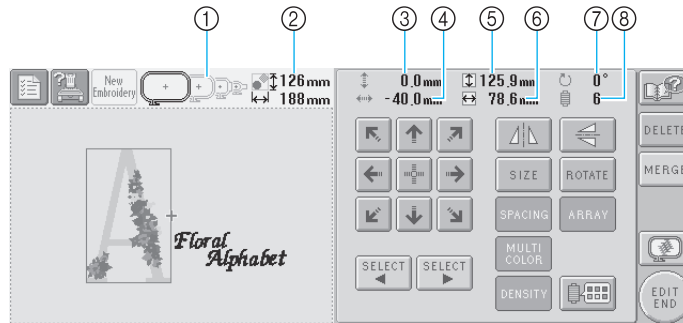 ① ② ③ ④ ⑤ ⑥ ⑦ ⑧
New
Embroidery
126mm
188mm
0.0mm
-40.0mm
125.9mm
78.6mm
0°
6
DELETE
MERGE
SIZE
ROTATE
SPACING
ARRAY
MULTI
COLOR
DENSITY
SELECT
SELECT
EDIT
END
A
Floral
Alphabet